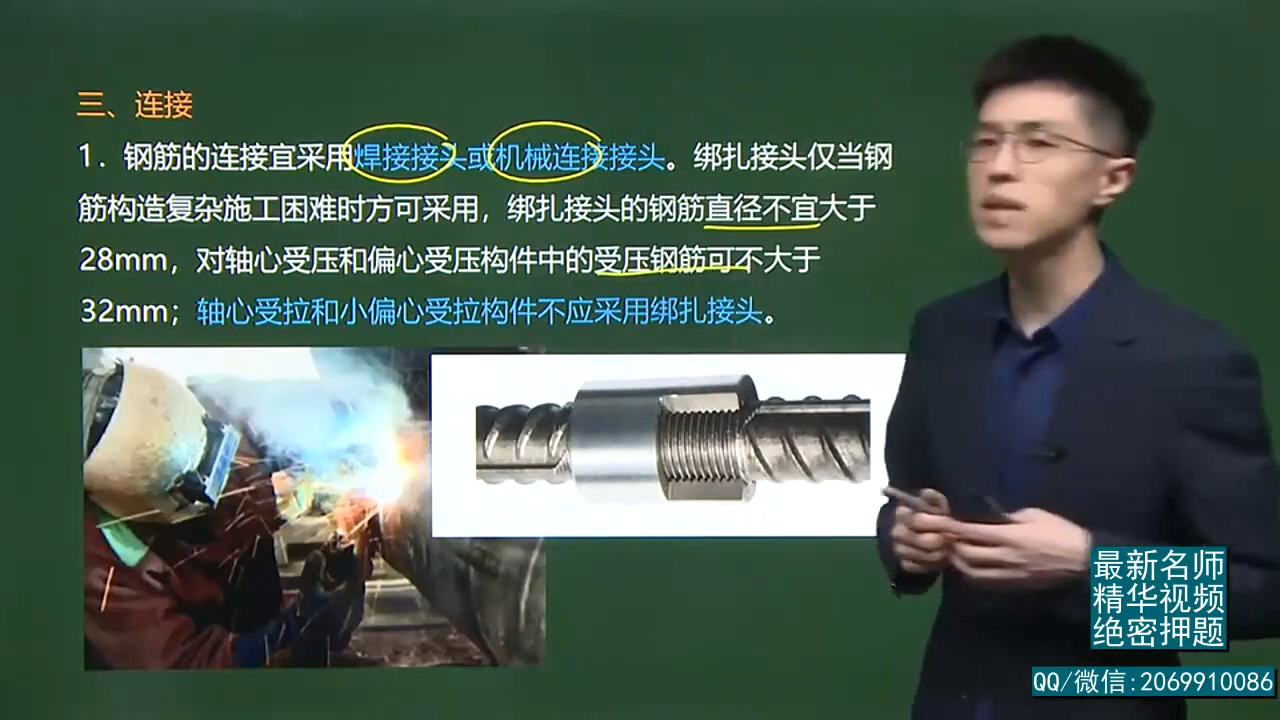 三、连接
1．钢筋的连接宜采用焊接接头或机械连接接头。绑扎接头仅当钢
筋构造复杂施工困难时方可采用，绑扎接头的钢筋直径不宜大于
28mm，对轴心受压和偏心受压构件中的受压钢筋可不大于
32mm；轴心受拉和小偏心受拉构件不应采用绑扎接头。
最新名师
精华视频
绝密押题
QQ/微信:2069910086